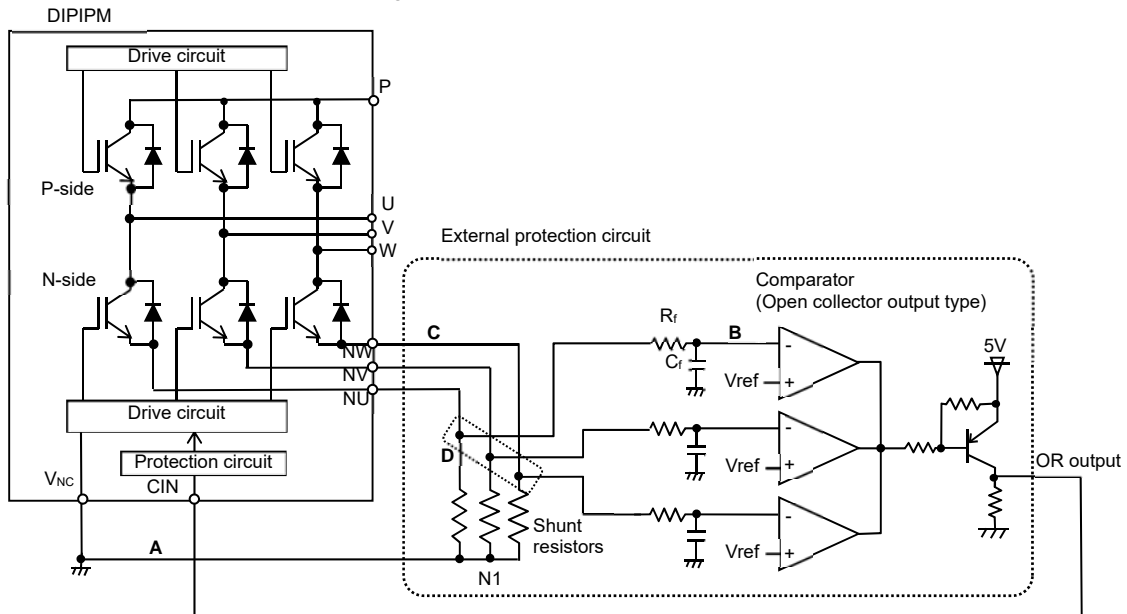 DIPIPM
Drive circuit
P
P-side
U
V
W
N-side
External protection circuit
Comparator
(Open collector output type)
Rf
C
B
-
5V
NW
Cf
Vref
+
NV
NU
Drive circuit
-
D
Protection circuit
Vref
+
OR output
VNC
CIN
-
Shunt
resistors
A
Vref
+
N1